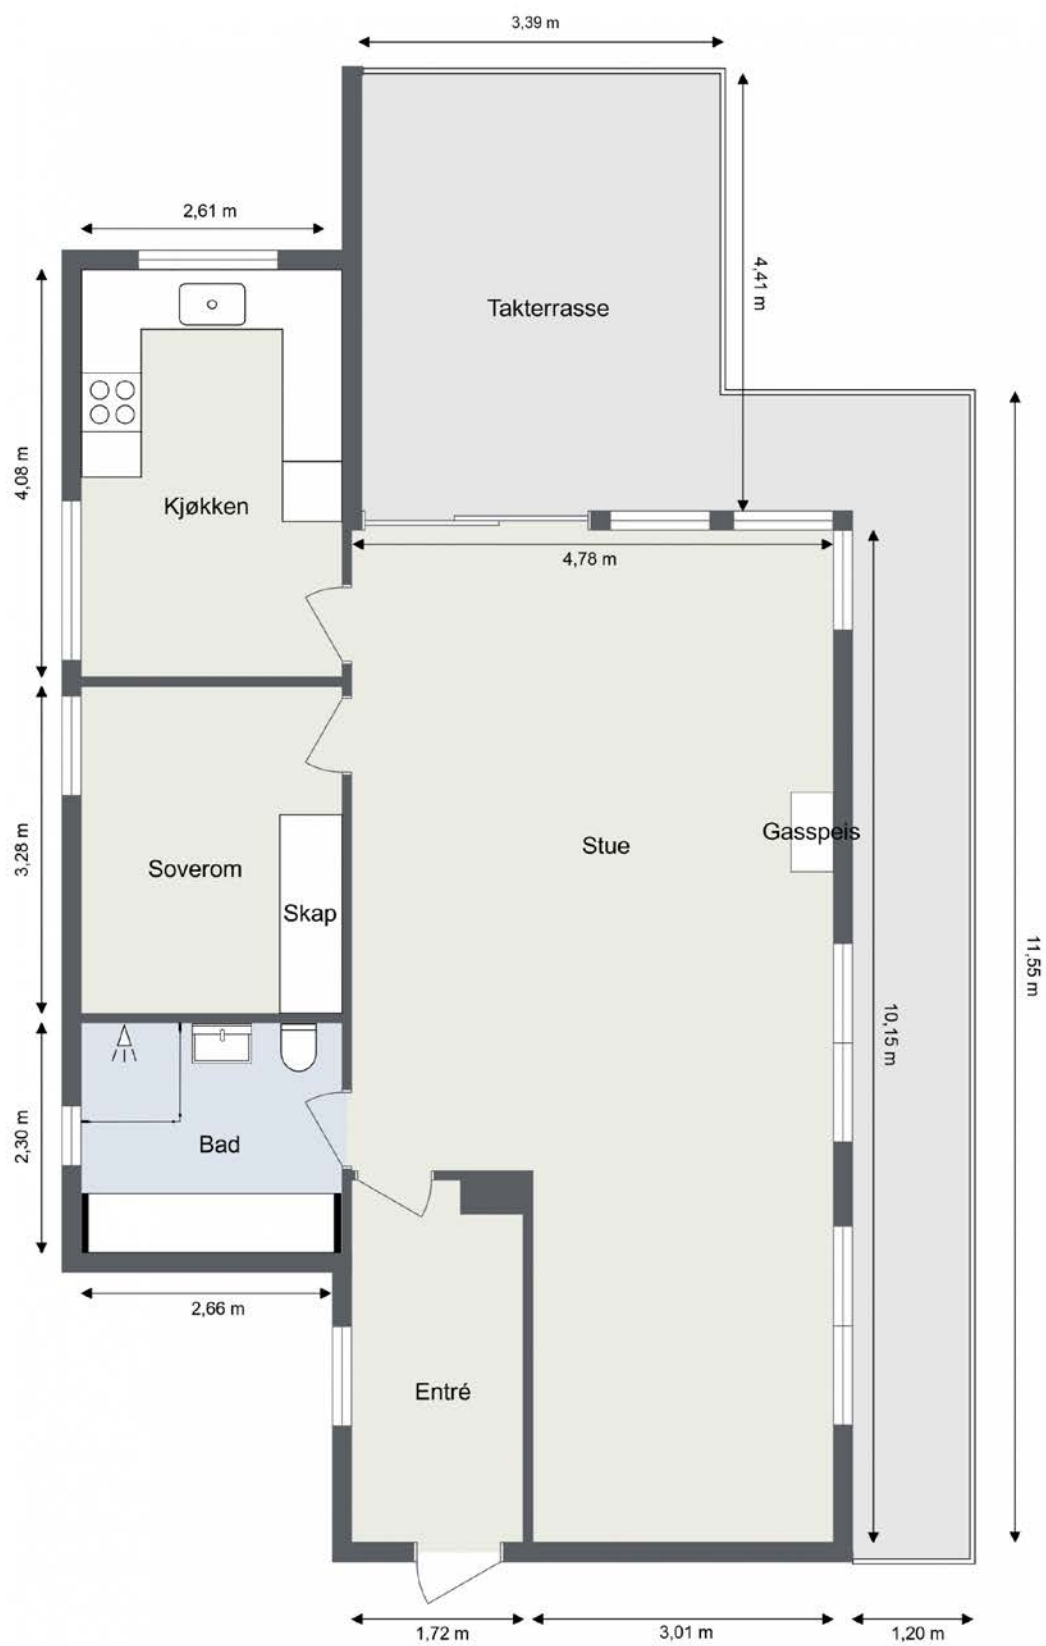 3,39 m
2,61 m
4,41 m
Takterrasse
4,08 m
Kjøkken
4,78 m
3,28 m
Soverom
Skap
Stue
Gasspeis
11,55 m
10,15 m
2,30 m
Bad
2,66 m
Entré
1,72 m
3,01 m
1,20 m